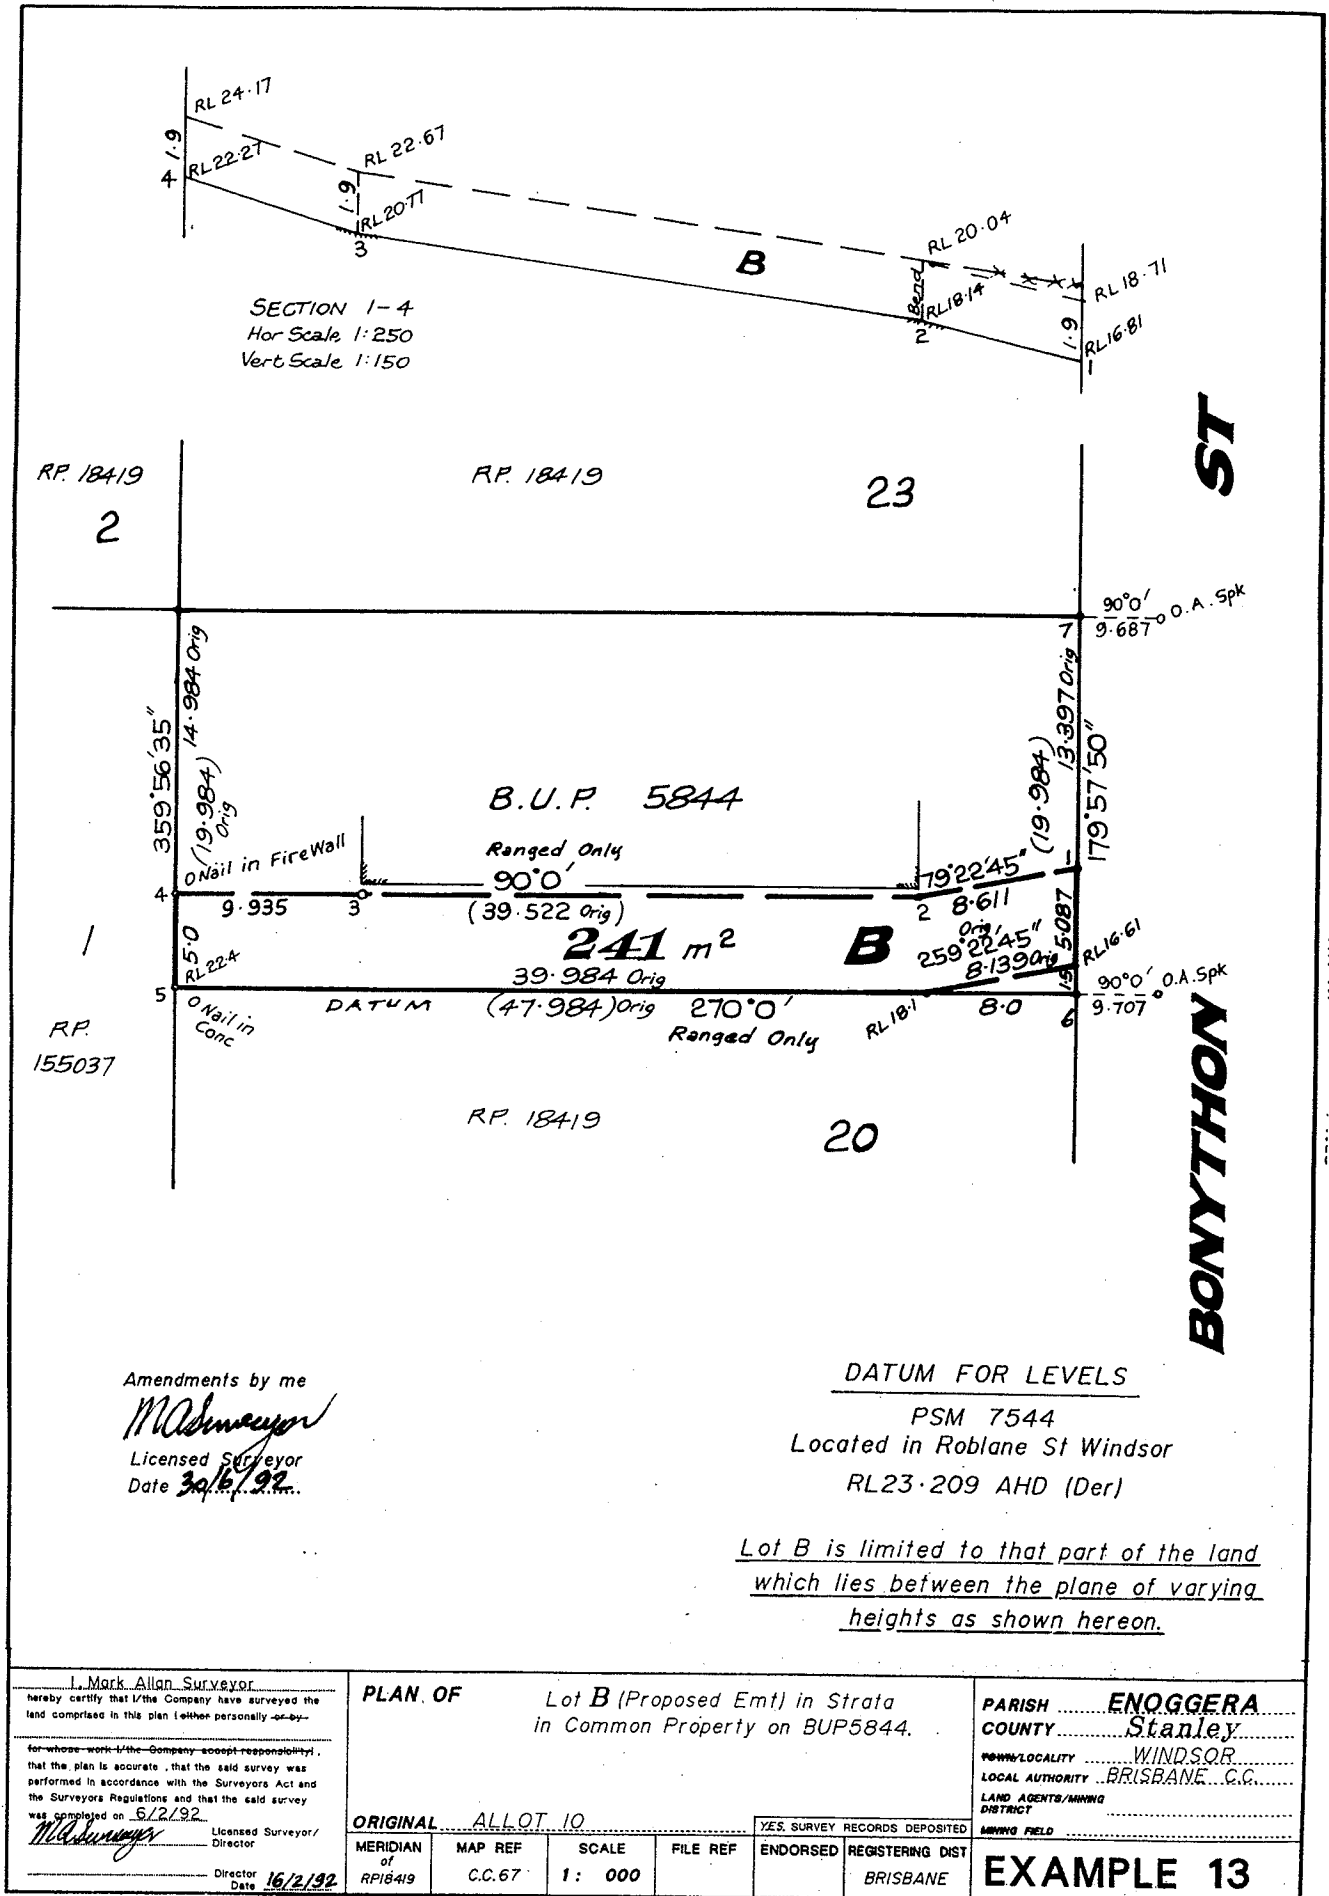 RL 24·17
1·9
RL 22·27
4
RL 22·67
1·9
RL 20·77
3
B
RL 20·04
Bend
RL18·14
2
RL 18·71
1·9
RL16·81
1
SECTION 1-4
Hor Scale 1:250
Vert Scale 1:150
ST
BONYTHON
RP. 18419
2
RP. 18419
23
90°0′
9·687
O.A. Spk
7
14·984 Orig
359°56′35″
(19·984)
Orig
13·397 Orig
(19·984)
179°57′50″
B.U.P. 5844
O Nail in FireWall
Ranged Only
90°0′
79°22′45″
1
4
9·935
3
(39·522 Orig)
2
8·611
Orig
1
5·0
RL 22·4
241 m²
B
259°22′45″
8·139 Orig
5·087
RL16·61
39·984 Orig
1·5
90°0′
9·707
O.A.Spk
5
O Nail in
Conc
DATUM
(47·984)Orig
270°0′
RL 18·1
8·0
6
Ranged Only
RP.
155037
RP. 18419
20
Amendments by me
Licensed Surveyor
Date 30/6/92
DATUM FOR LEVELS
PSM 7544
Located in Roblane St Windsor
RL23·209 AHD (Der)
Lot B is limited to that part of the land
which lies between the plane of varying
heights as shown hereon.
I, Mark Allan Surveyor
hereby certify that I/the Company have surveyed the
land comprised in this plan (either personally or by
for whose work I/the Company accept responsibility),
that the plan is accurate, that the said survey was
performed in accordance with the Surveyors Act and
the Surveyors Regulations and that the said survey
was completed on 6/2/92
Licensed Surveyor/
Director
Director
Date 16/2/92
PLAN OF
Lot B (Proposed Emt) in Strata
in Common Property on BUP5844.
ORIGINAL ALLOT 10
YES. SURVEY RECORDS DEPOSITED
MERIDIAN
of
RP18419
MAP REF
C.C.67
SCALE
1: 000
FILE REF
ENDORSED
REGISTERING DIST
BRISBANE
PARISH ENOGGERA
COUNTY Stanley
TOWN/LOCALITY WINDSOR
LOCAL AUTHORITY BRISBANE C.C.
LAND AGENTS/MINING
DISTRICT
MINING FIELD
EXAMPLE 13